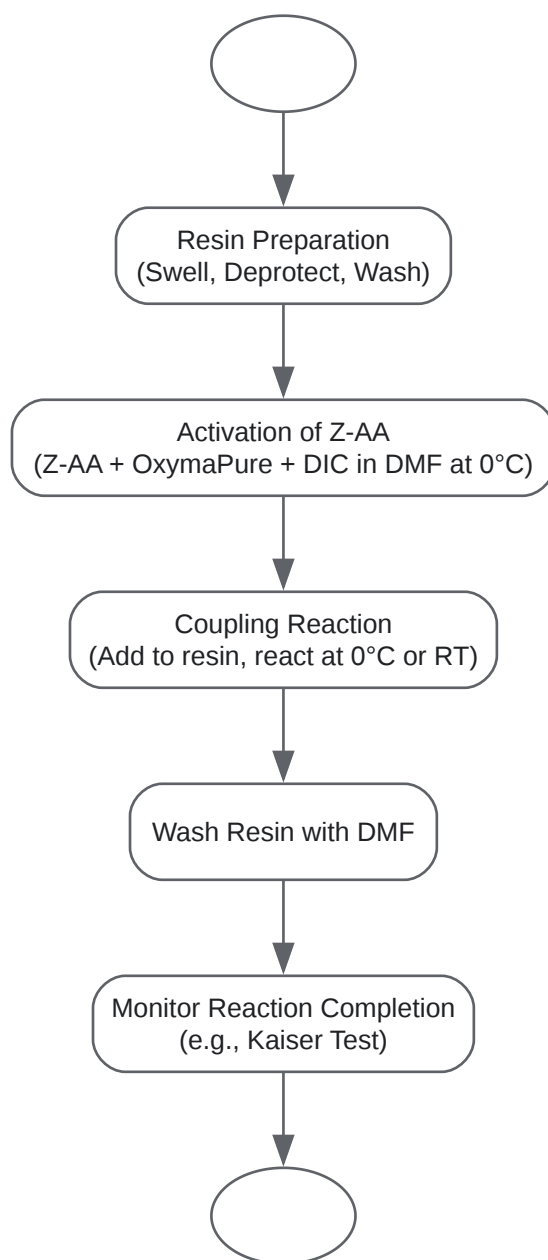 Resin Preparation
(Swell, Deprotect, Wash)
Activation of Z-AA
(Z-AA + OxymaPure + DIC in DMF at 0°C)
Coupling Reaction
(Add to resin, react at 0°C or RT)
Wash Resin with DMF
Monitor Reaction Completion
(e.g., Kaiser Test)